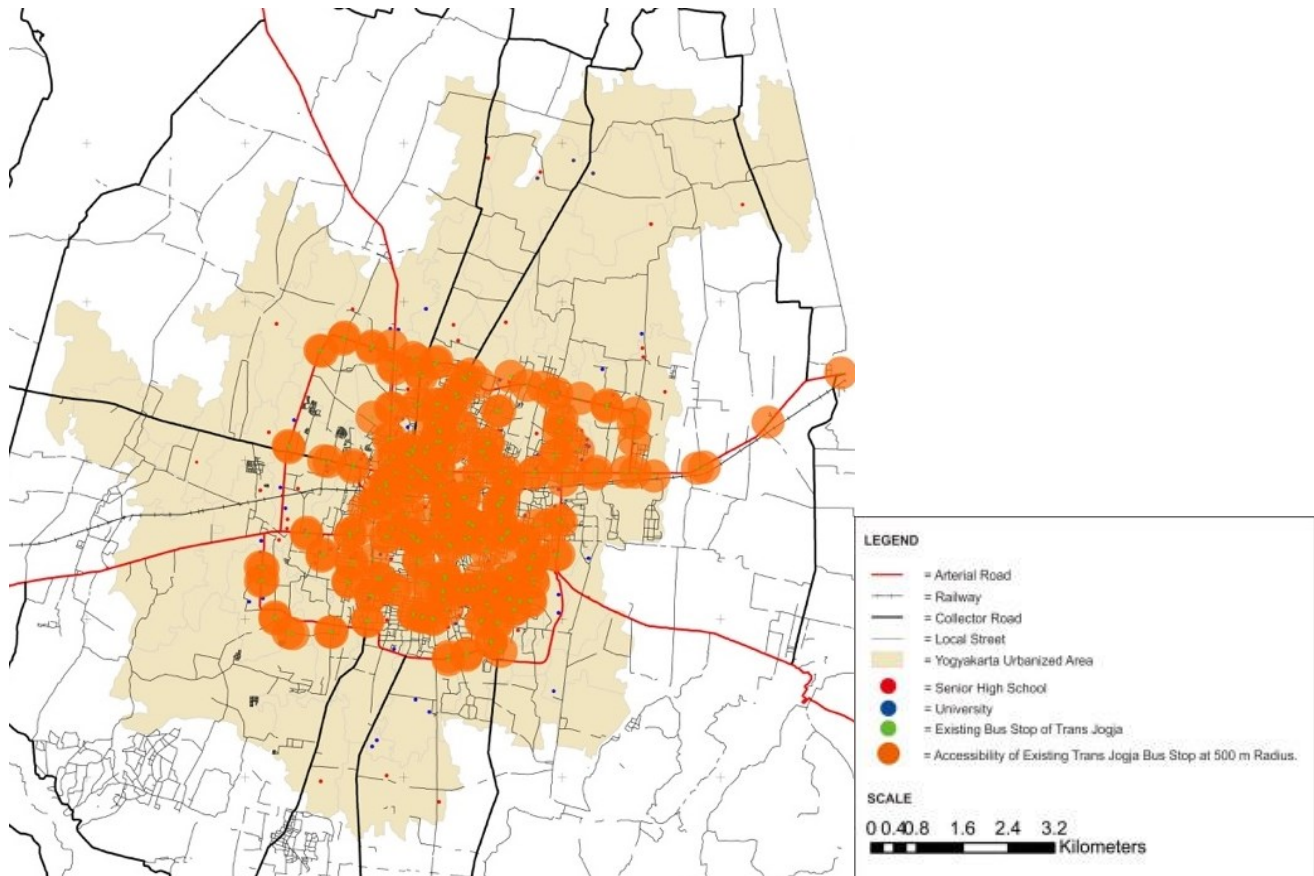 LEGEND
= Arterial Road
= Railway
= Collector Road
= Local Street
= Yogyakarta Urbanized Area
= Senior High School
= University
= Existing Bus Stop of Trans Jogja
= Accessibility of Existing Trans Jogja Bus Stop at 500 m Radius.
SCALE
0 0.40.8 1.6 2.4 3.2
Kilometers